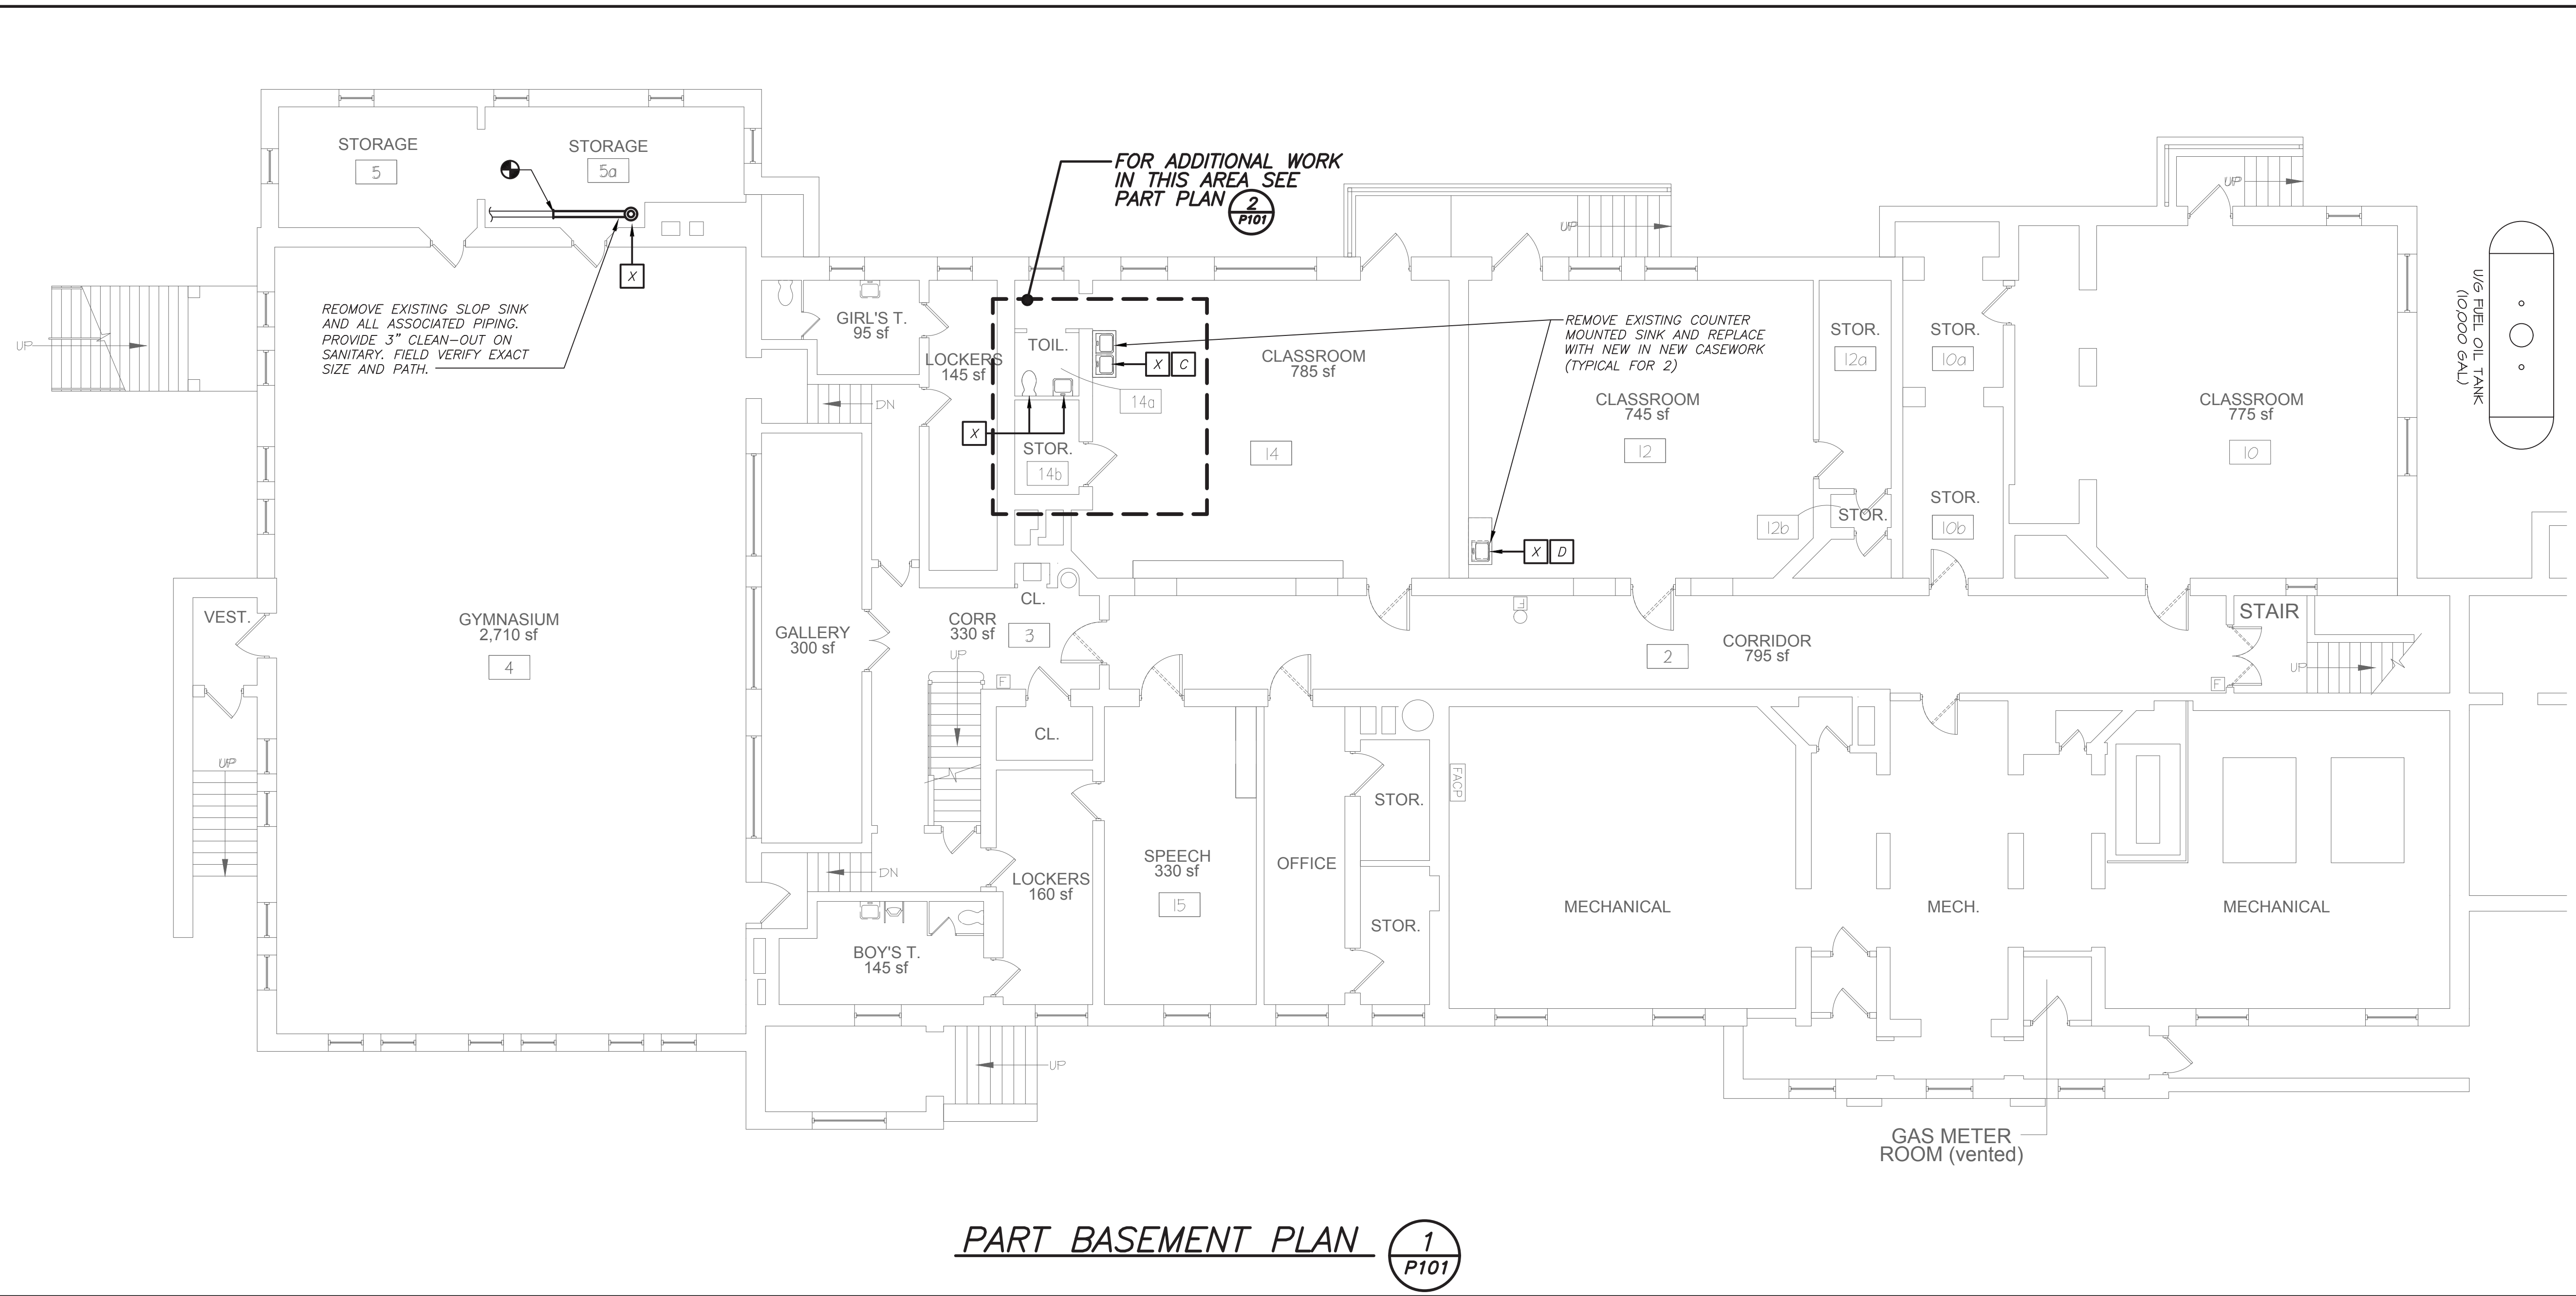 STORAGE
5
STORAGE
5a
FOR ADDITIONAL WORK
IN THIS AREA SEE
PART PLAN
2
P101
X
REOMOVE EXISTING SLOP SINK
AND ALL ASSOCIATED PIPING.
PROVIDE 3" CLEAN-OUT ON
SANITARY. FIELD VERIFY EXACT
SIZE AND PATH.
UP
GIRL'S T.
95 sf
LOCKERS
145 sf
DN
TOIL.
X C
14a
X
STOR.
14b
CLASSROOM
785 sf
14
UP
REMOVE EXISTING COUNTER
MOUNTED SINK AND REPLACE
WITH NEW IN NEW CASEWORK
(TYPICAL FOR 2)
CLASSROOM
745 sf
12
X D
STOR.
12a
STOR.
12b
STOR.
10a
STOR.
10b
UP
CLASSROOM
775 sf
10
U/G FUEL OIL TANK
(10,000 GAL)
VEST.
UP
GYMNASIUM
2,710 sf
4
GALLERY
300 sf
CORR
330 sf
3
CL.
UP
F
CL.
F
2
CORRIDOR
795 sf
STAIR
UP
F
DN
LOCKERS
160 sf
BOY'S T.
145 sf
SPEECH
330 sf
15
OFFICE
STOR.
STOR.
FACP
MECHANICAL
MECH.
MECHANICAL
UP
GAS METER
ROOM (vented)
PART BASEMENT PLAN
1
P101